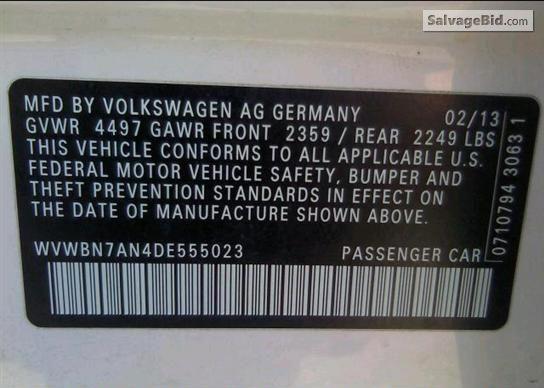 SalvageBid.com
MFD BY VOLKSWAGEN AG GERMANY 02/13
GVWR 4497 GAWR FRONT 2359 / REAR 2249 LBS
THIS VEHICLE CONFORMS TO ALL APPLICABLE U.S.
FEDERAL MOTOR VEHICLE SAFETY, BUMPER AND
THEFT PREVENTION STANDARDS IN EFFECT ON
THE DATE OF MANUFACTURE SHOWN ABOVE.
WVWBN7AN4DE555023 PASSENGER CAR
0710794 3063 1